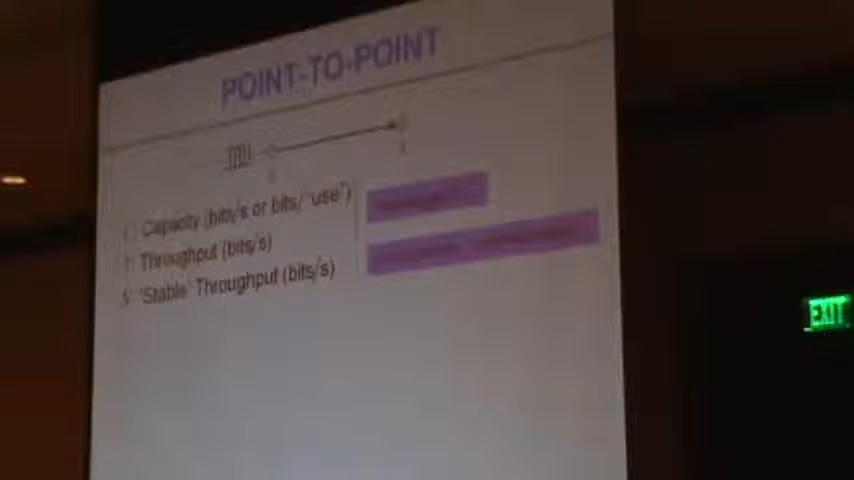 POINT-TO-POINT
Capacity (bits/s or bits/"use")
Throughput (bits/s)
"Stable" Throughput (bits/s)
EXIT